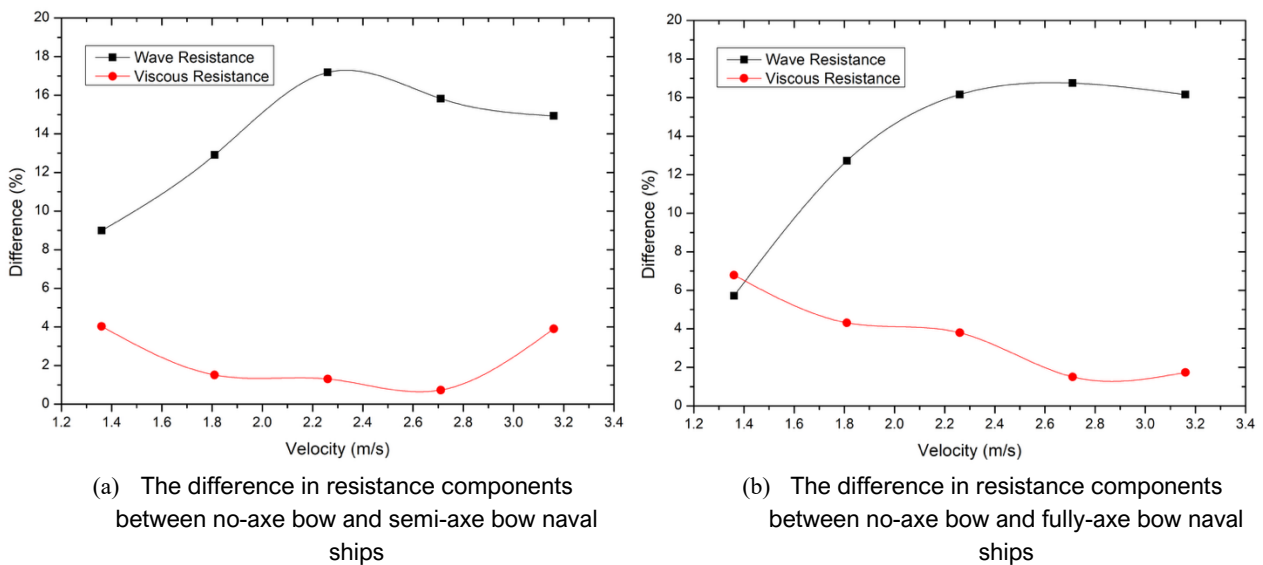 20
18
16
14
12
10
8
6
4
2
0
Difference (%)
Wave Resistance
Viscous Resistance
1.2 1.4 1.6 1.8 2.0 2.2 2.4 2.6 2.8 3.0 3.2 3.4
Velocity (m/s)
(a) The difference in resistance components
between no-axe bow and semi-axe bow naval
ships
20
18
16
14
12
10
8
6
4
2
0
Difference (%)
Wave Resistance
Viscous Resistance
1.2 1.4 1.6 1.8 2.0 2.2 2.4 2.6 2.8 3.0 3.2 3.4
Velocity (m/s)
(b) The difference in resistance components
between no-axe bow and fully-axe bow naval
ships